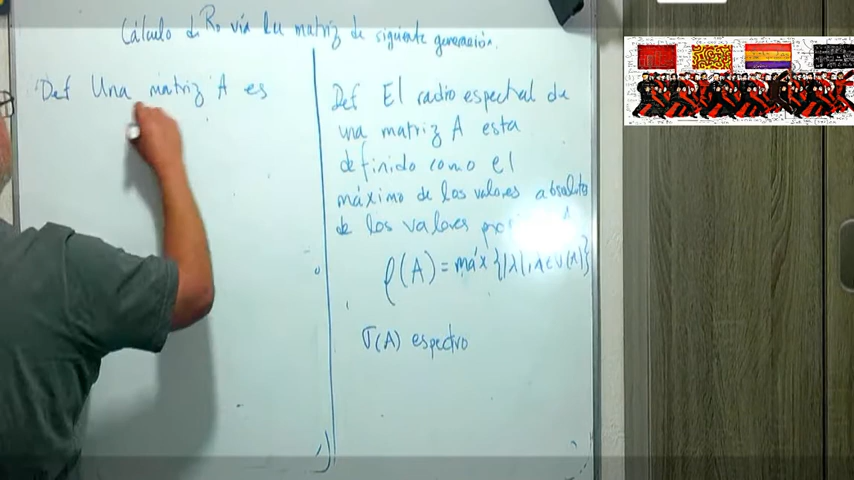 Cálculo de R₀ vía la matriz de siguiente generación.
Def Una matriz A es
Def El radio espectral de
una matriz A esta
definido como el
máximo de los valores absolutos
de los valores
ρ(A) = máx {|λ|, λ ∈ σ(A)}
σ(A) espectro